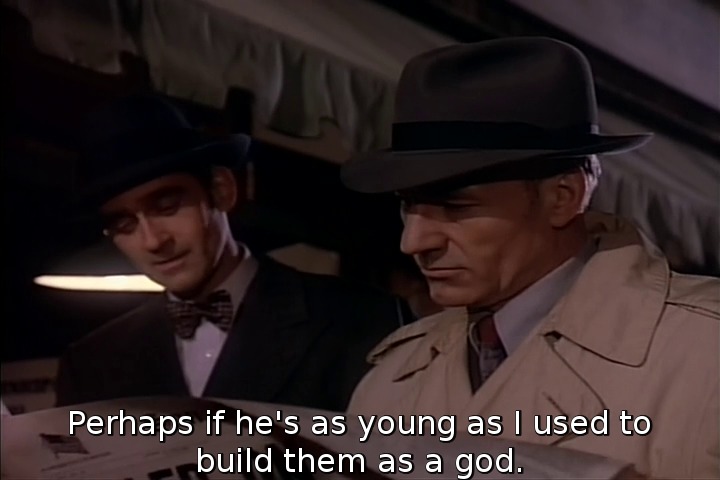 Perhaps if he's as young as I used to
build them as a god.